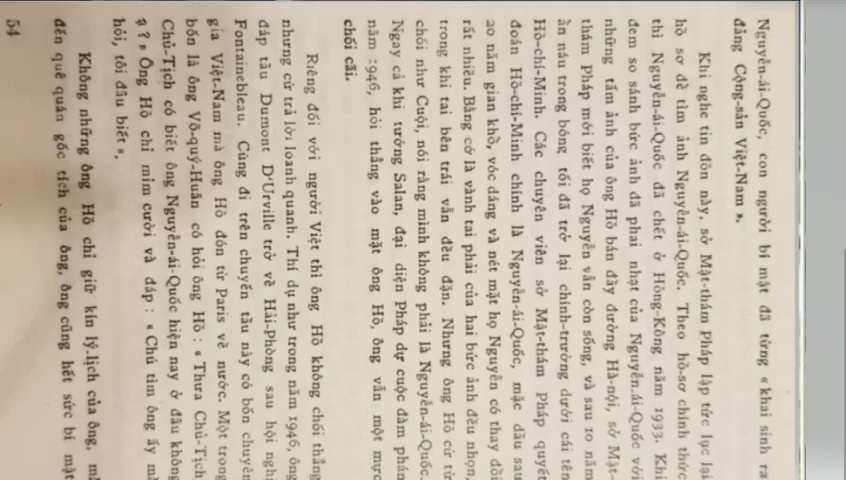 Nguyễn-ái-Quốc, con người bí mật đã từng « khai sinh ra
đảng Cộng-sản Việt-Nam ».
Khi nghe tin đồn này, sở Mật-thám Pháp lập tức lục lại
hồ sơ để tìm ảnh Nguyễn-ái-Quốc. Theo hồ-sơ chính thức
thì Nguyễn-ái-Quốc đã chết ở Hồng-Kông năm 1933. Khi
đem so sánh bức ảnh đã phai nhạt của Nguyễn-ái-Quốc với
những tấm ảnh của ông Hồ bán đầy đường Hà-nội, sở Mật-
thám Pháp mới biết họ Nguyễn vẫn còn sống, và sau 10 năm
ẩn náu trong bóng tối đã trở lại chính-trường dưới cái tên
Hồ-chí-Minh. Các chuyên viên sở Mật-thám Pháp quyết
đoán Hồ-chí-Minh chính là Nguyễn-ái-Quốc, mặc dầu sau
20 năm gian khổ, vóc dáng và nét mặt họ Nguyễn có thay đổi
rất nhiều. Bằng cớ là vành tai phải của hai bức ảnh đều nhọn,
trong khi tai bên trái vẫn đều đặn. Nhưng ông Hồ cứ từ
chối như Cuội, nói rằng mình không phải là Nguyễn-ái-Quốc.
Ngay cả khi tướng Salan, đại diện Pháp dự cuộc đàm phán
năm 1946, hỏi thẳng vào mặt ông Hồ, ông vẫn một mực
chối cãi.
Riêng đối với người Việt thì ông Hồ không chối thẳng
nhưng cứ trả lời loanh quanh. Thí dụ như trong năm 1946, ông
đáp tầu Dumont D'Urville trở về Hải-Phòng sau hội nghị
Fontainebleau. Cùng đi trên chuyến tầu này có bốn chuyên
gia Việt-Nam mà ông Hồ đón từ Paris về nước. Một trong
bốn là ông Võ-quý-Huân có hỏi ông Hồ : « Thưa Chủ-Tịch,
Chủ-Tịch có biết ông Nguyễn-ái-Quốc hiện nay ở đâu không
ạ ? » Ông Hồ chỉ mỉm cười và đáp : « Chú tìm ông ấy mà
hỏi, tôi đâu biết ».
Không những ông Hồ chỉ giữ kín lý-lịch của ông,
đến quê quán gốc tích của ông, ông cũng hết sức bí mật
54